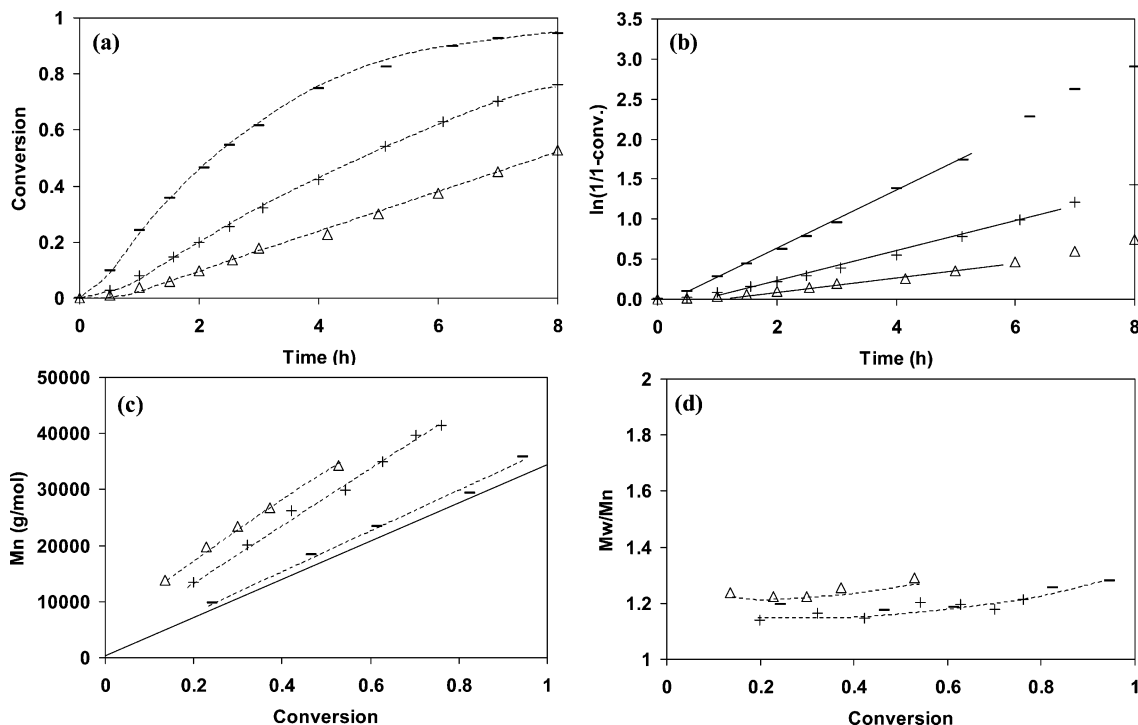 (a)
Conversion
1
0.8
0.6
0.4
0.2
0
0 2 4 6 8
Time (h)
(b)
ln(1/1-conv.)
3.5
3.0
2.5
2.0
1.5
1.0
0.5
0.0
0 2 4 6 8
Time (h)
(c)
Mn (g/mol)
50000
40000
30000
20000
10000
0
0 0.2 0.4 0.6 0.8 1
Conversion
(d)
Mw/Mn
2
1.8
1.6
1.4
1.2
1
0 0.2 0.4 0.6 0.8 1
Conversion